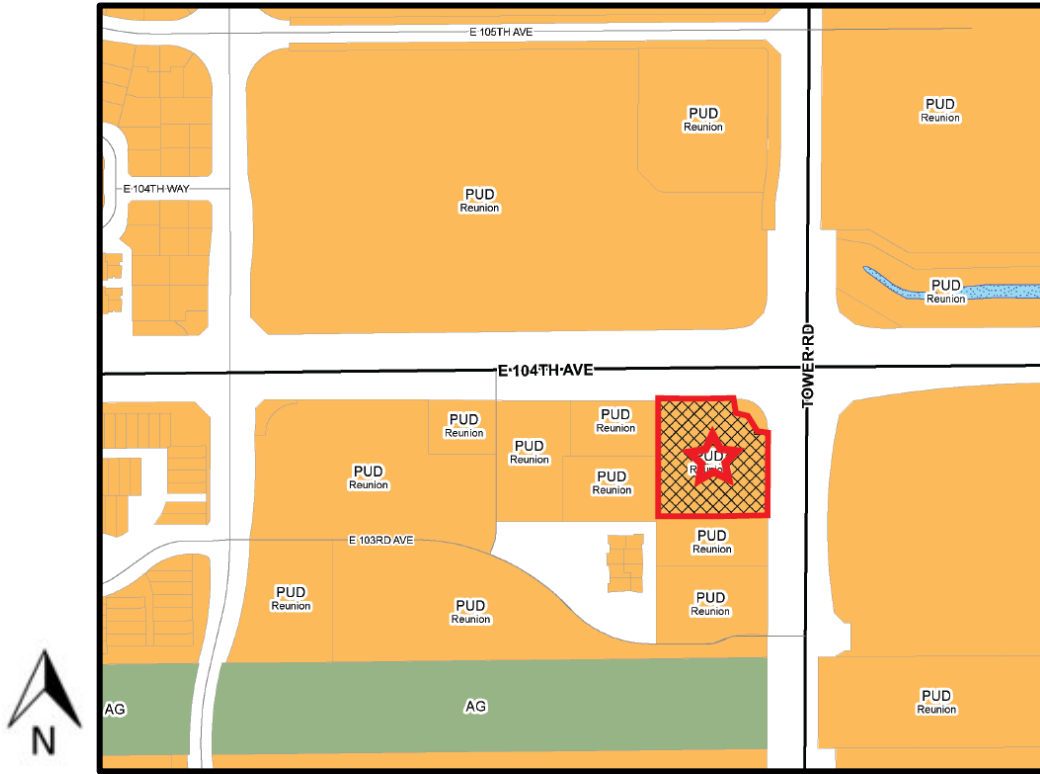 E 105TH AVE
PUD
Reunion
PUD
Reunion
E 104TH WAY
PUD
Reunion
PUD
Reunion
TOWER RD
E 104TH AVE
PUD
Reunion
PUD
Reunion
PUD
Reunion
PUD
Reunion
PUD
Reunion
PUD
Reunion
E 103RD AVE
PUD
Reunion
PUD
Reunion
PUD
Reunion
PUD
Reunion
PUD
Reunion
AG
AG
N